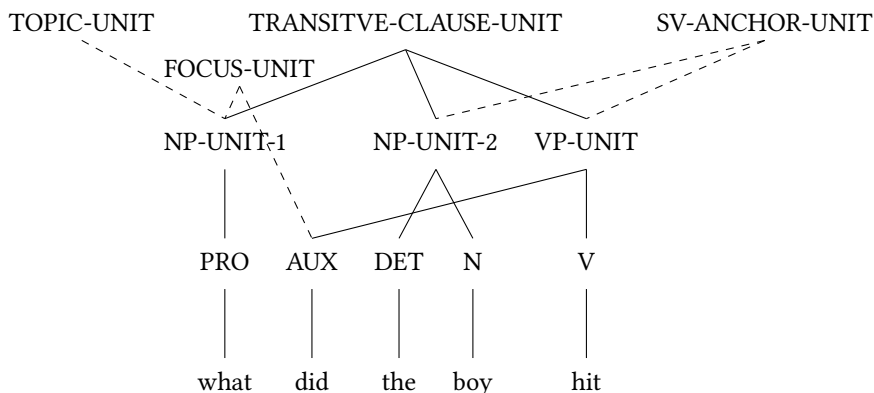 TOPIC-UNIT TRANSITVE-CLAUSE-UNIT SV-ANCHOR-UNIT
FOCUS-UNIT
NP-UNIT-1 NP-UNIT-2 VP-UNIT
PRO AUX DET N V
what did the boy hit